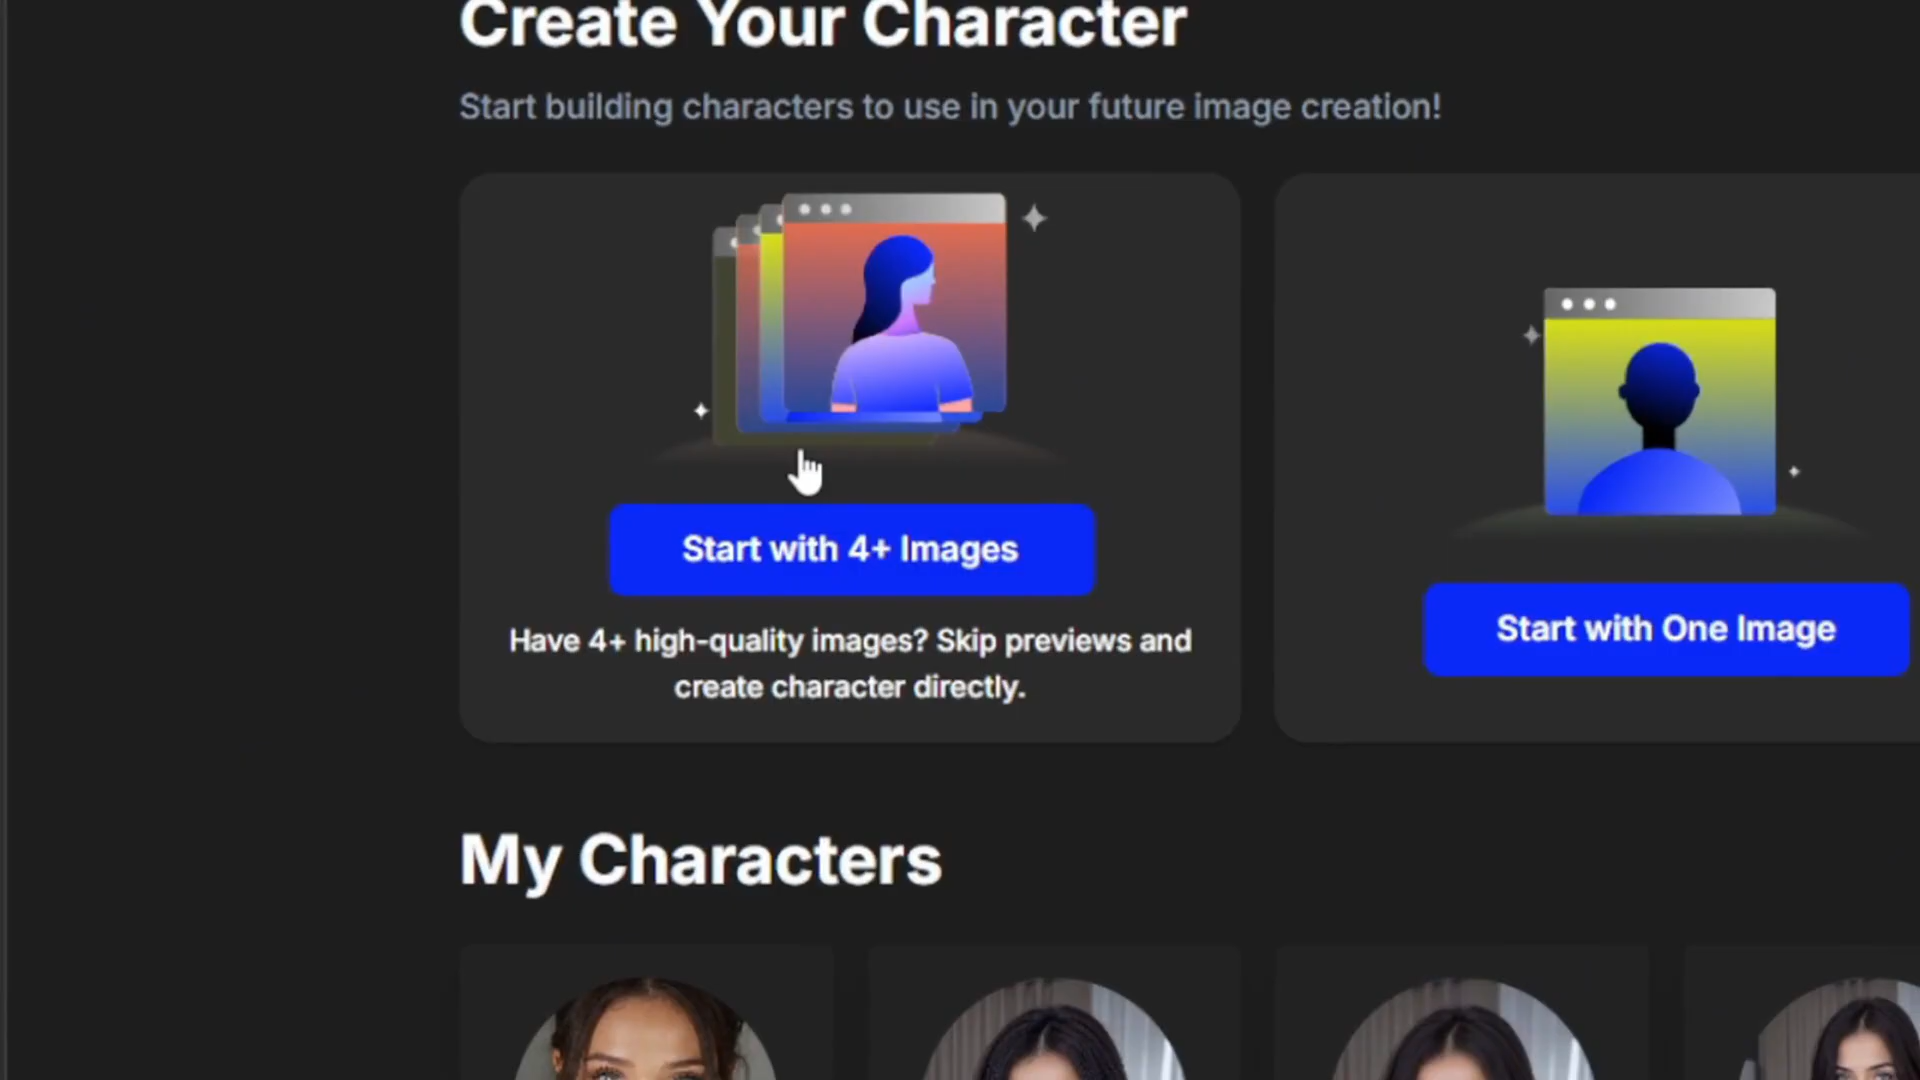 Create Your Character
Start building characters to use in your future image creation!
Start with 4+ Images
Have 4+ high-quality images? Skip previews and
create character directly.
Start with One Image
My Characters